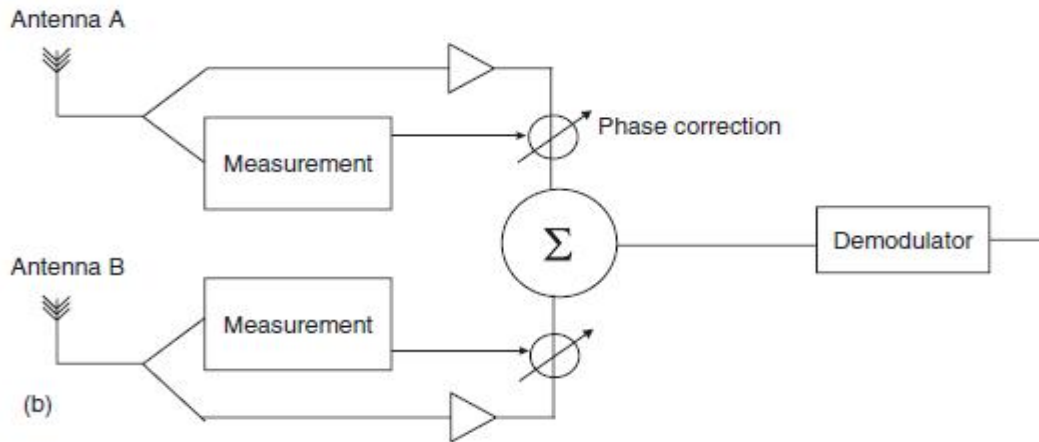 Antenna A
Measurement
Phase correction
Σ
Demodulator
Antenna B
Measurement
(b)